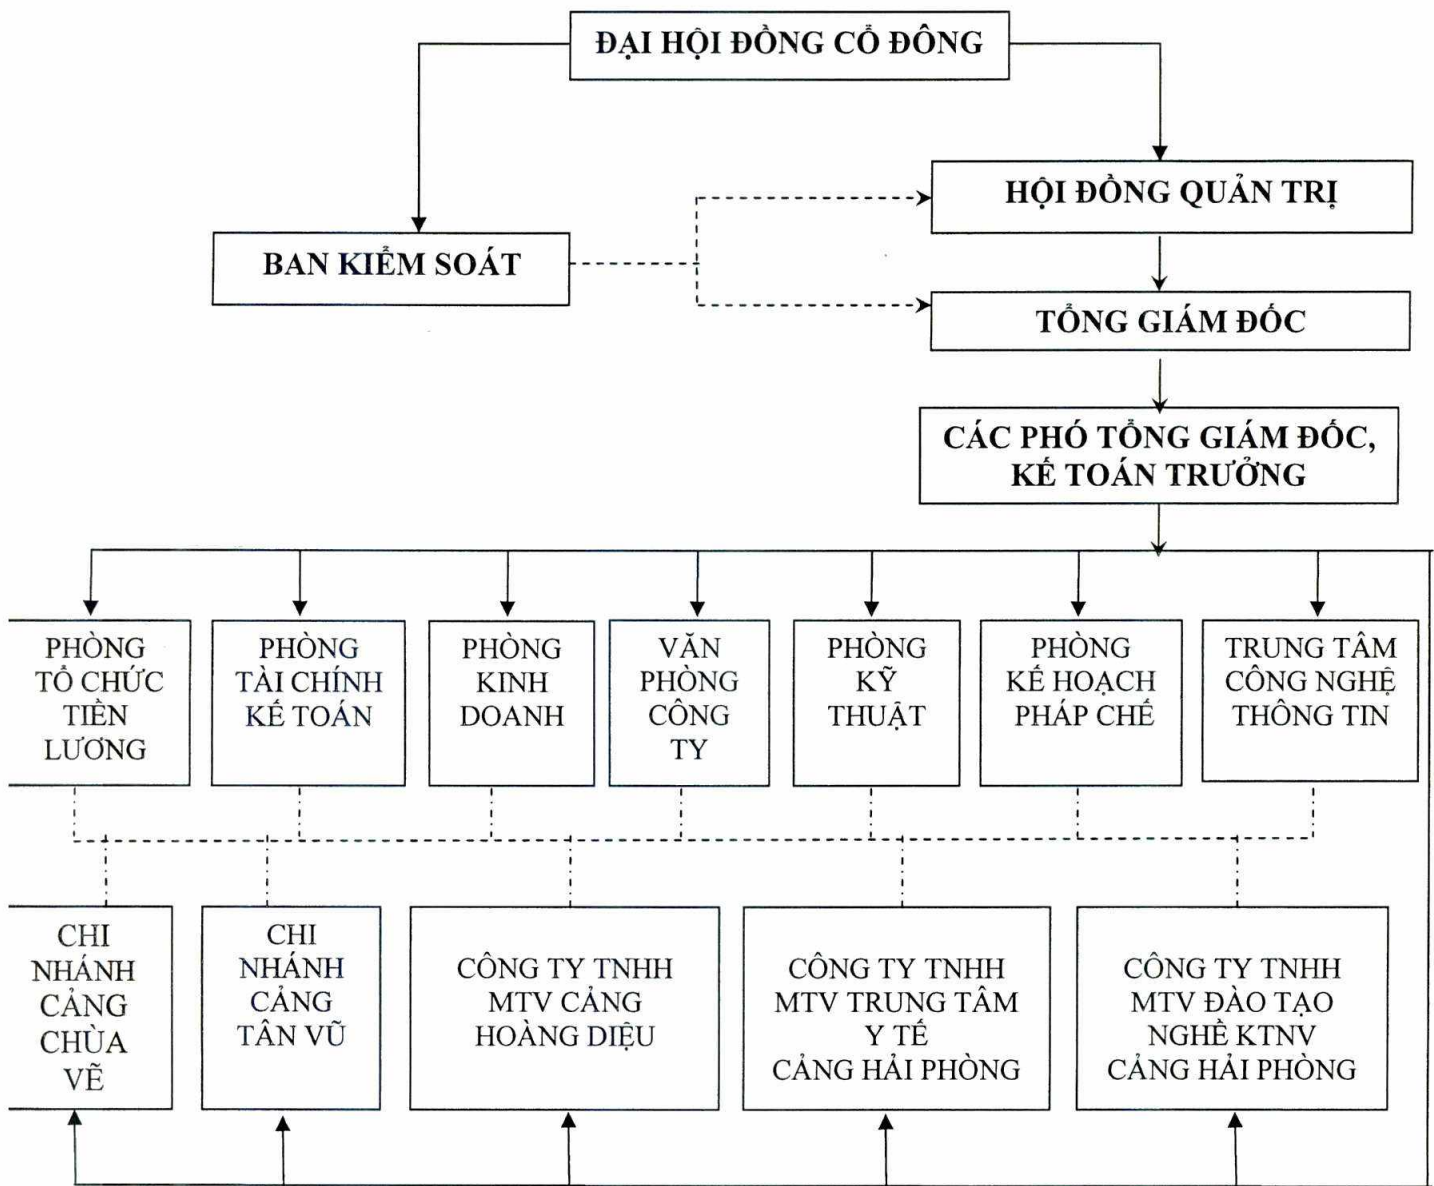 ĐẠI HỘI ĐỒNG CỔ ĐÔNG
HỘI ĐỒNG QUẢN TRỊ
BAN KIỂM SOÁT
TỔNG GIÁM ĐỐC
CÁC PHÓ TỔNG GIÁM ĐỐC,
KẾ TOÁN TRƯỞNG
PHÒNG
TỔ CHỨC
TIỀN
LƯƠNG
PHÒNG
TÀI CHÍNH
KẾ TOÁN
PHÒNG
KINH
DOANH
VĂN
PHÒNG
CÔNG
TY
PHÒNG
KỸ
THUẬT
PHÒNG
KẾ HOẠCH
PHÁP CHẾ
TRUNG TÂM
CÔNG NGHỆ
THÔNG TIN
CHI
NHÁNH
CẢNG
CHÙA
VẼ
CHI
NHÁNH
CẢNG
TÂN VŨ
CÔNG TY TNHH
MTV CẢNG
HOÀNG DIỆU
CÔNG TY TNHH
MTV TRUNG TÂM
Y TẾ
CẢNG HẢI PHÒNG
CÔNG TY TNHH
MTV ĐÀO TẠO
NGHỀ KTNV
CẢNG HẢI PHÒNG